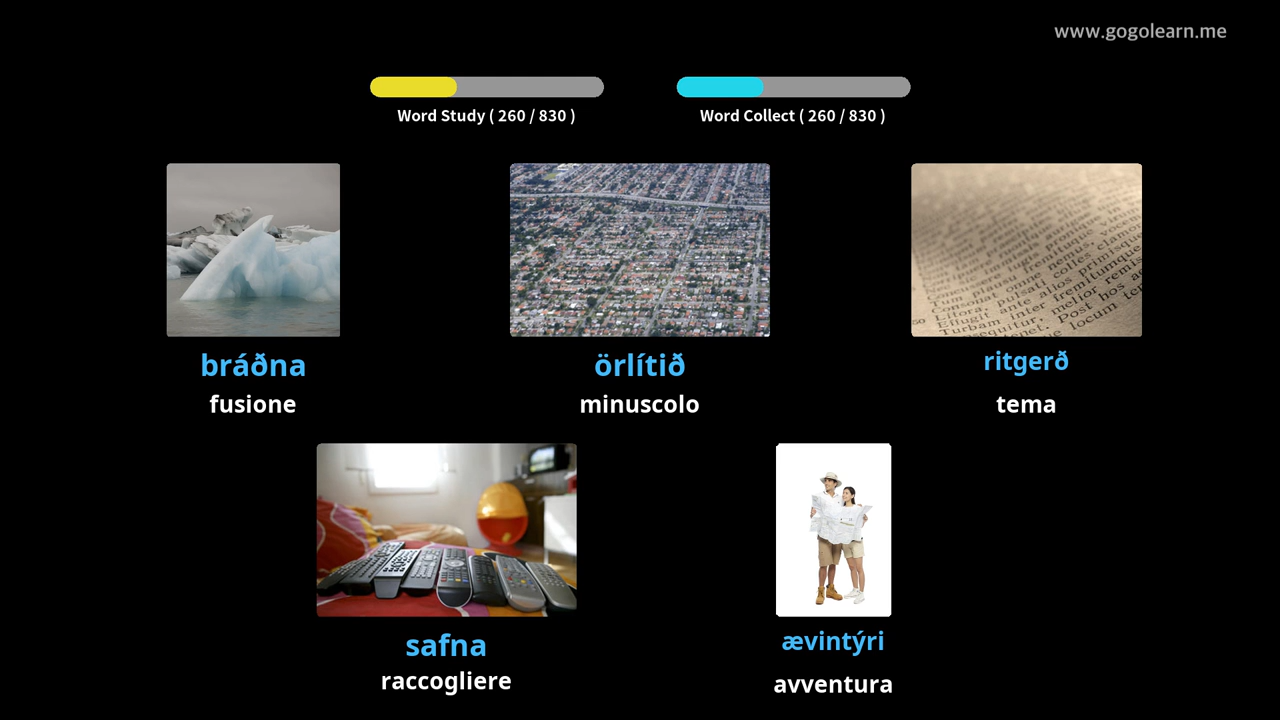 www.gogolearn.me
Word Study ( 260 / 830 )
Word Collect ( 260 / 830 )
bráðna
fusione
örlítið
minuscolo
ritgerð
tema
safna
raccogliere
ævintýri
avventura